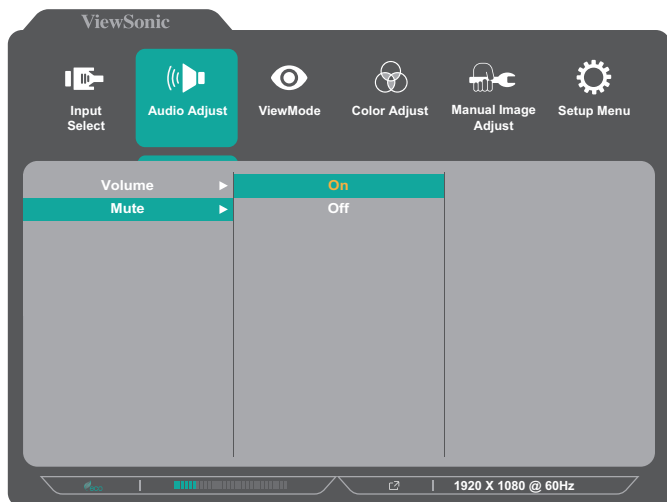 ViewSonic
Input
Select
Audio Adjust
ViewMode
Color Adjust
Manual Image
Adjust
Setup Menu
Volume
On
Mute
Off
eco
1920 X 1080 @ 60Hz